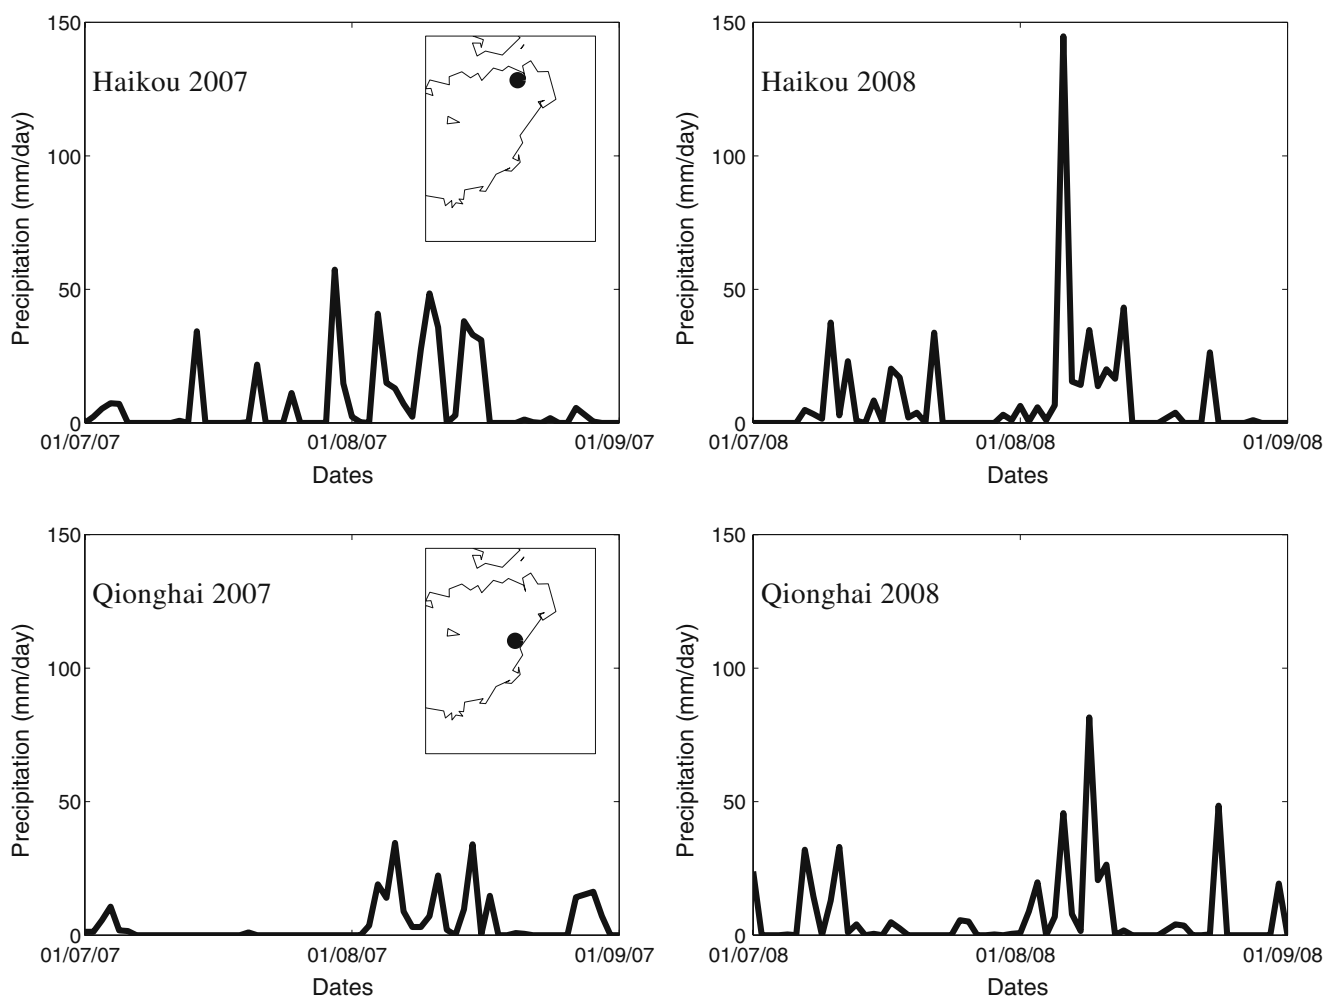 150
100
50
0
Precipitation (mm/day)
Haikou 2007
01/07/07 01/08/07 01/09/07
Dates
150
100
50
0
Precipitation (mm/day)
Haikou 2008
01/07/08 01/08/08 01/09/08
Dates
150
100
50
0
Precipitation (mm/day)
Qionghai 2007
01/07/07 01/08/07 01/09/07
Dates
150
100
50
0
Precipitation (mm/day)
Qionghai 2008
01/07/08 01/08/08 01/09/08
Dates